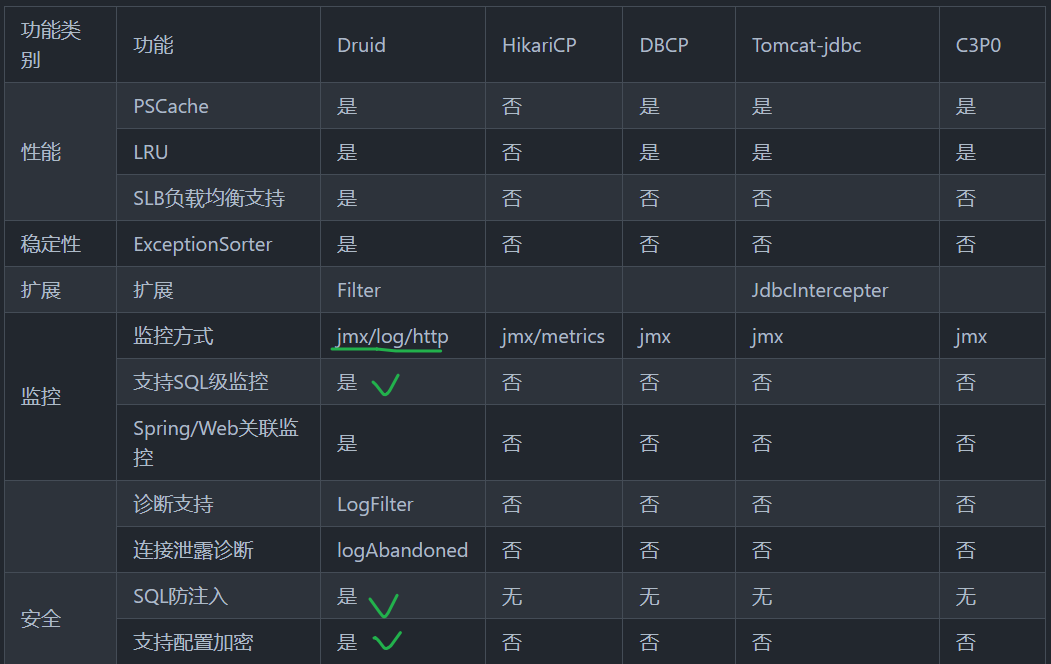 功能类别 功能 Druid HikariCP DBCP Tomcat-jdbc C3P0
性能 PSCache 是 否 是 是 是
LRU 是 否 是 是 是
SLB负载均衡支持 是 否 否 否 否
稳定性 ExceptionSorter 是 否 否 否 否
扩展 扩展 Filter JdbcIntercepter
监控 监控方式 jmx/log/http jmx/metrics jmx jmx jmx
支持SQL级监控 是 否 否 否 否
Spring/Web关联监控 是 否 否 否 否
诊断支持 LogFilter 否 否 否 否
连接泄露诊断 logAbandoned 否 否 否 否
安全 SQL防注入 是 无 无 无 无
支持配置加密 是 否 否 否 否